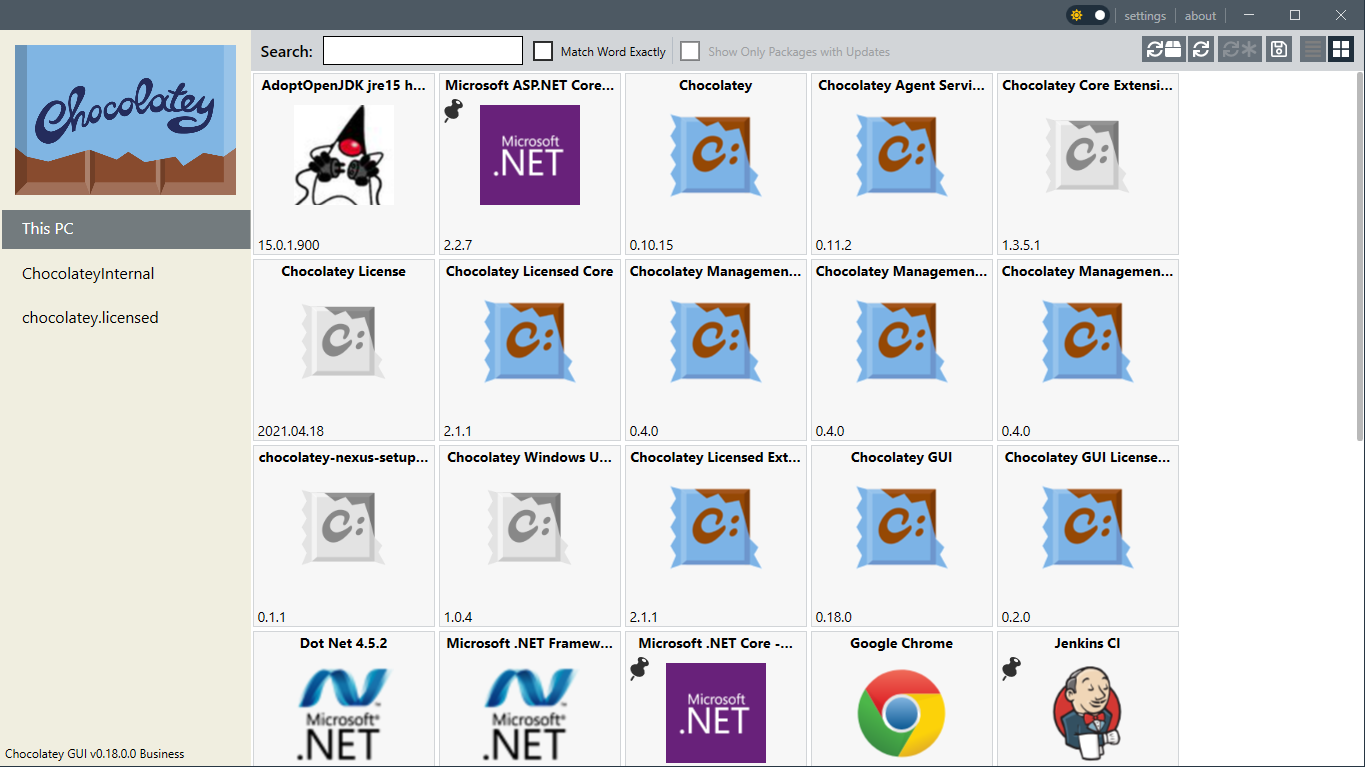 settings
about
Chocolatey
This PC
ChocolateyInternal
chocolatey.licensed
Chocolatey GUI v0.18.0.0 Business
Search:
Match Word Exactly
Show Only Packages with Updates
AdoptOpenJDK jre15 h...
15.0.1.900
Microsoft ASP.NET Core...
Microsoft
.NET
2.2.7
Chocolatey
C:
0.10.15
Chocolatey Agent Servi...
C:
0.11.2
Chocolatey Core Extensi...
C:
1.3.5.1
Chocolatey License
C:
2021.04.18
Chocolatey Licensed Core
C:
2.1.1
Chocolatey Managemen...
C:
0.4.0
Chocolatey Managemen...
C:
0.4.0
Chocolatey Managemen...
C:
0.4.0
chocolatey-nexus-setup...
C:
0.1.1
Chocolatey Windows U...
C:
1.0.4
Chocolatey Licensed Ext...
C:
2.1.1
Chocolatey GUI
C:
0.18.0
Chocolatey GUI License...
C:
0.2.0
Dot Net 4.5.2
Microsoft®
.NET
Microsoft .NET Framew...
Microsoft®
.NET
Microsoft .NET Core -...
Microsoft
.NET
Google Chrome
Jenkins CI